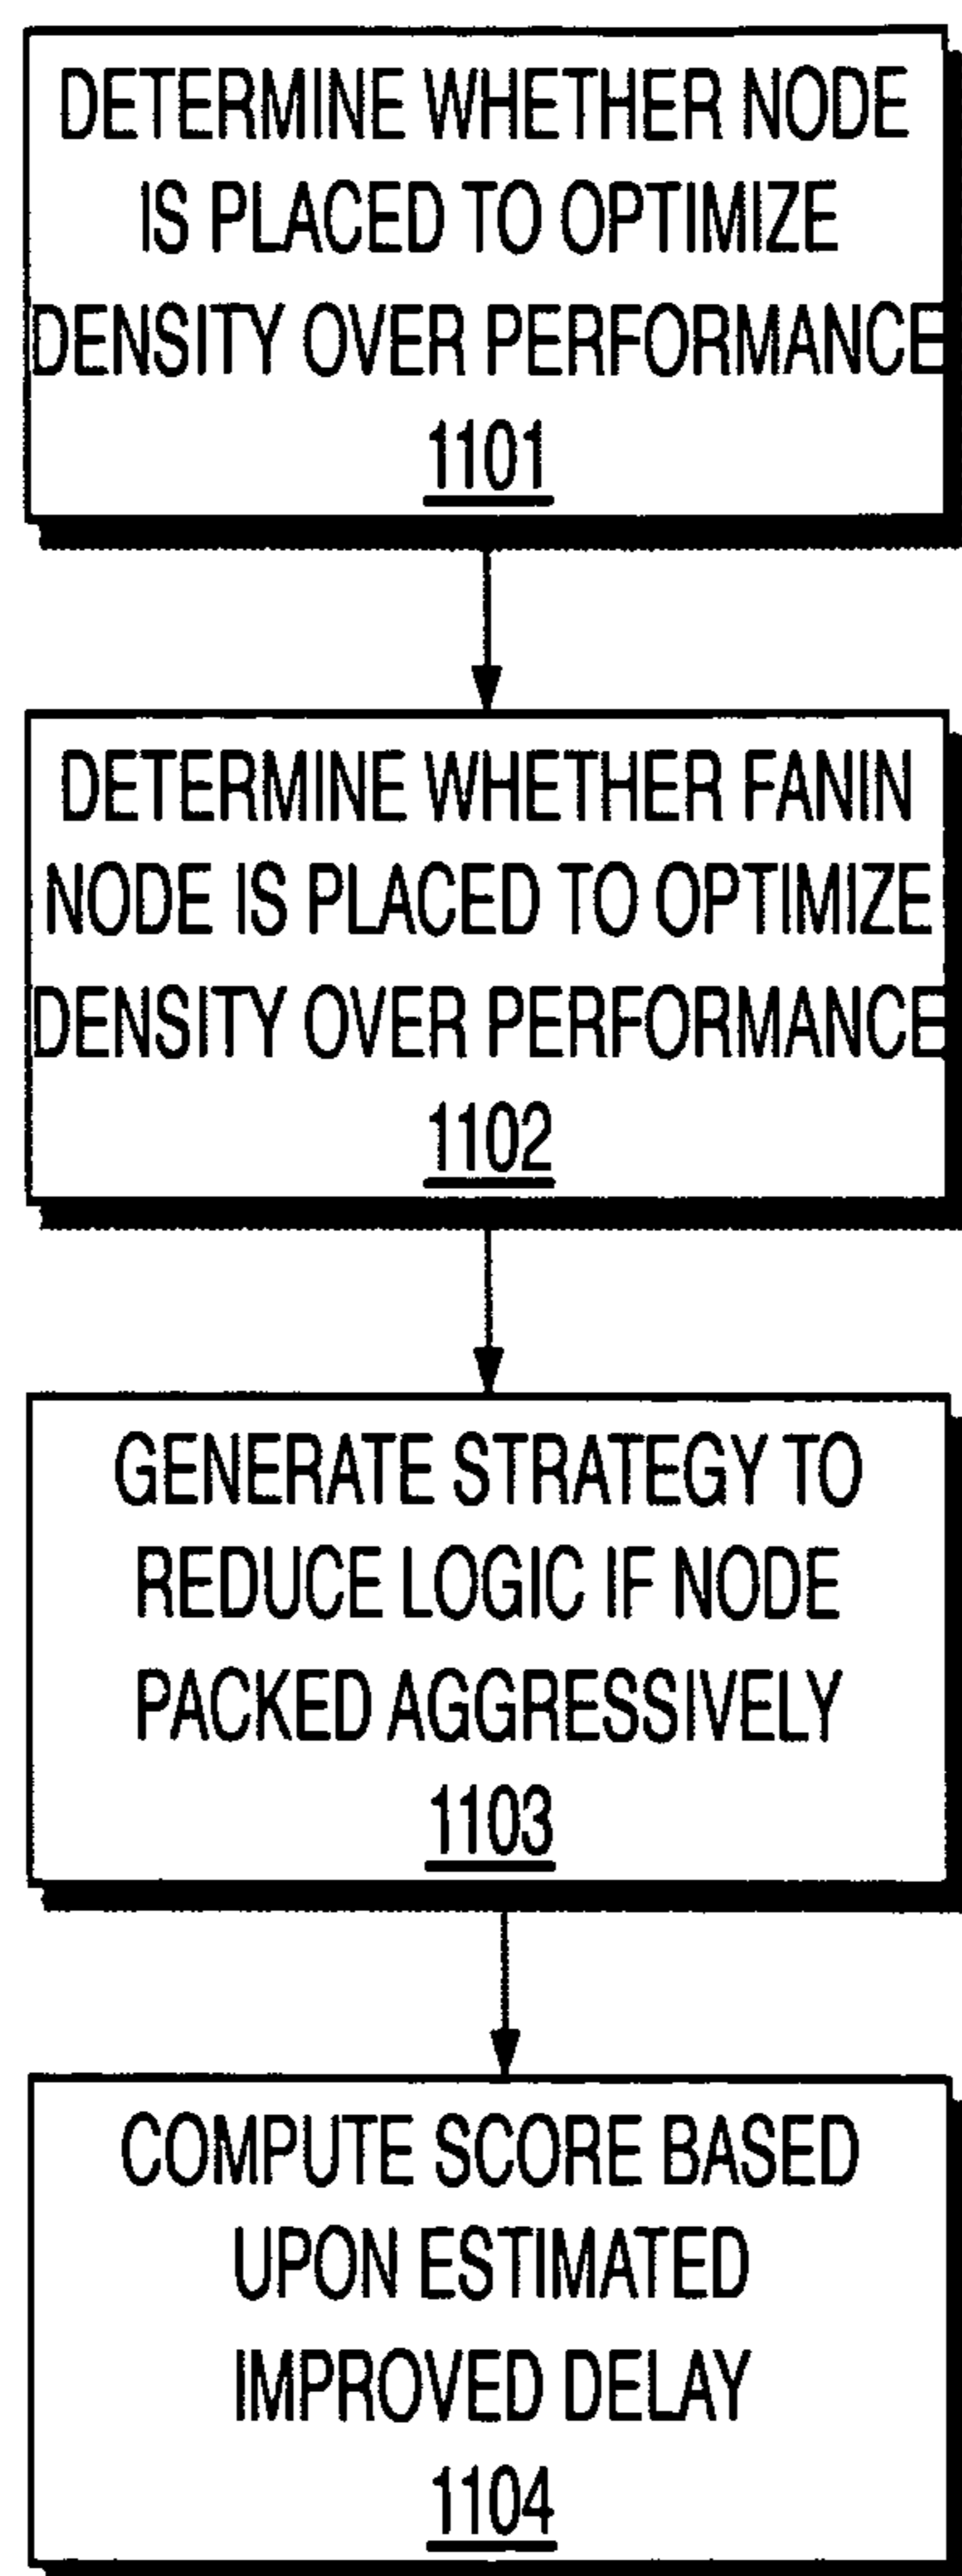 DETERMINE WHETHER NODE
IS PLACED TO OPTIMIZE
DENSITY OVER PERFORMANCE
1101
DETERMINE WHETHER FANIN
NODE IS PLACED TO OPTIMIZE
DENSITY OVER PERFORMANCE
1102
GENERATE STRATEGY TO
REDUCE LOGIC IF NODE
PACKED AGGRESSIVELY
1103
COMPUTE SCORE BASED
UPON ESTIMATED
IMPROVED DELAY
1104